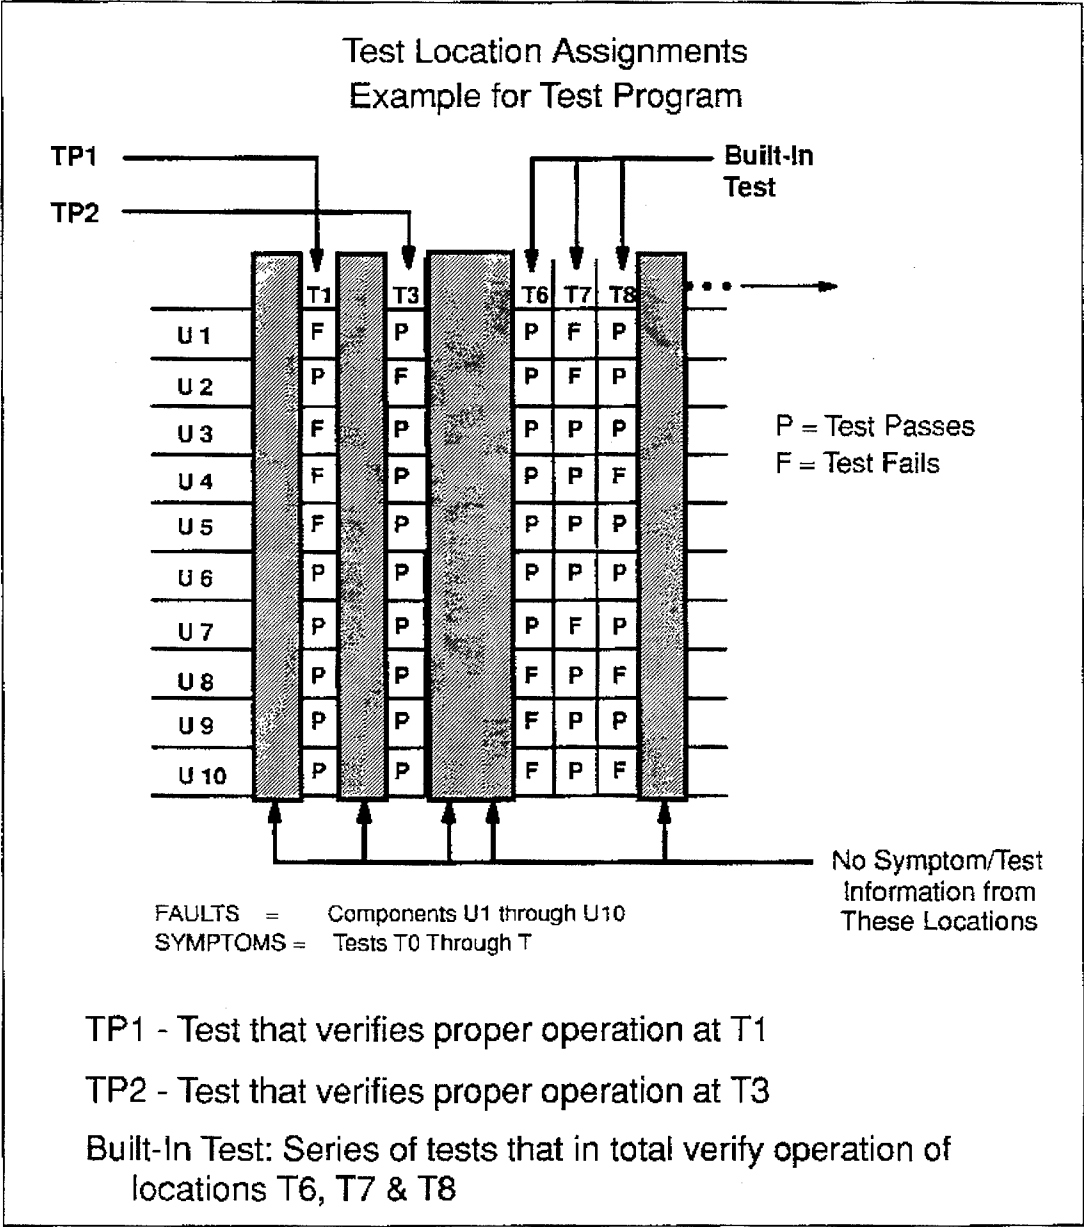 Test Location Assignments
Example for Test Program
TP1
Built-In
Test
TP2
T1 T3 T6 T7 T8
U 1 F P P F P
U 2 P F P F P
U 3 F P P P P
U 4 F P P P F
U 5 F P P P P
U 6 P P P P P
U 7 P P P F P
U 8 P P F P F
U 9 P P F P P
U 10 P P F P F
P = Test Passes
F = Test Fails
No Symptom/Test
Information from
These Locations
FAULTS = Components U1 through U10
SYMPTOMS = Tests T0 Through T
TP1 - Test that verifies proper operation at T1
TP2 - Test that verifies proper operation at T3
Built-In Test: Series of tests that in total verify operation of
locations T6, T7 & T8